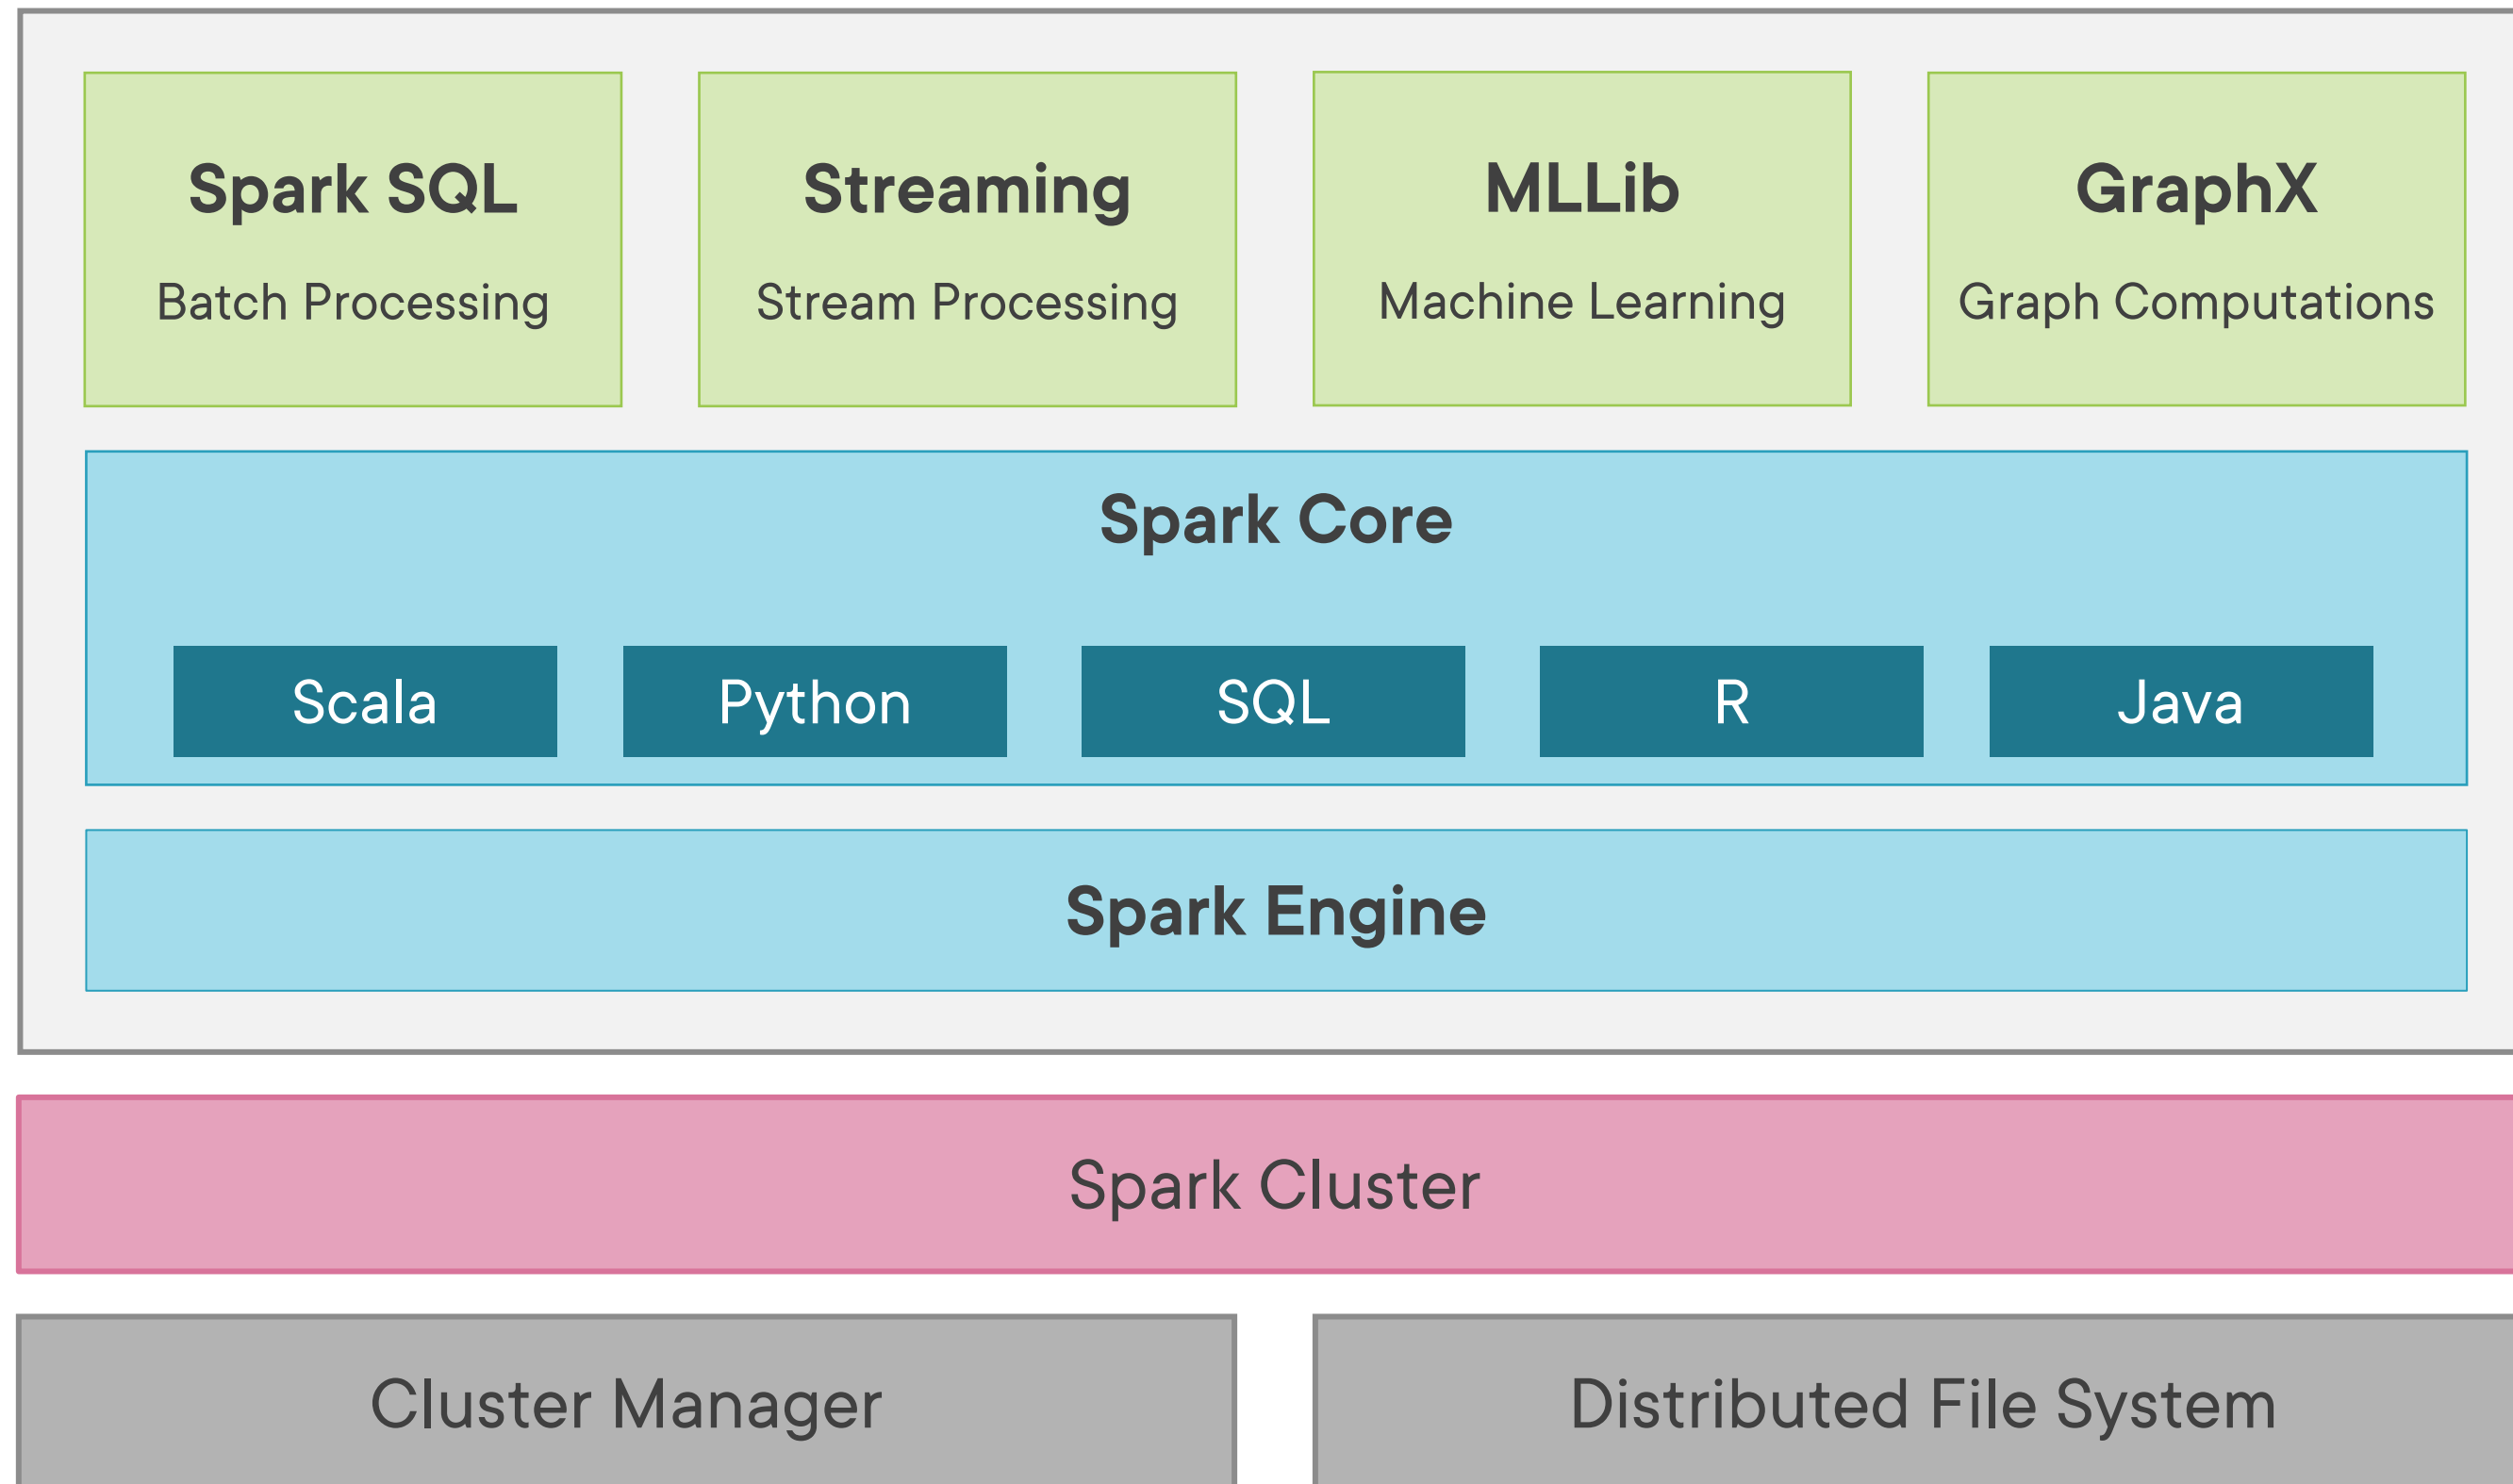 Spark SQL
Batch Processing
Streaming
Stream Processing
MLLib
Machine Learning
GraphX
Graph Computations
Spark Core
Scala
Python
SQL
R
Java
Spark Engine
Spark Cluster
Cluster Manager
Distributed File System